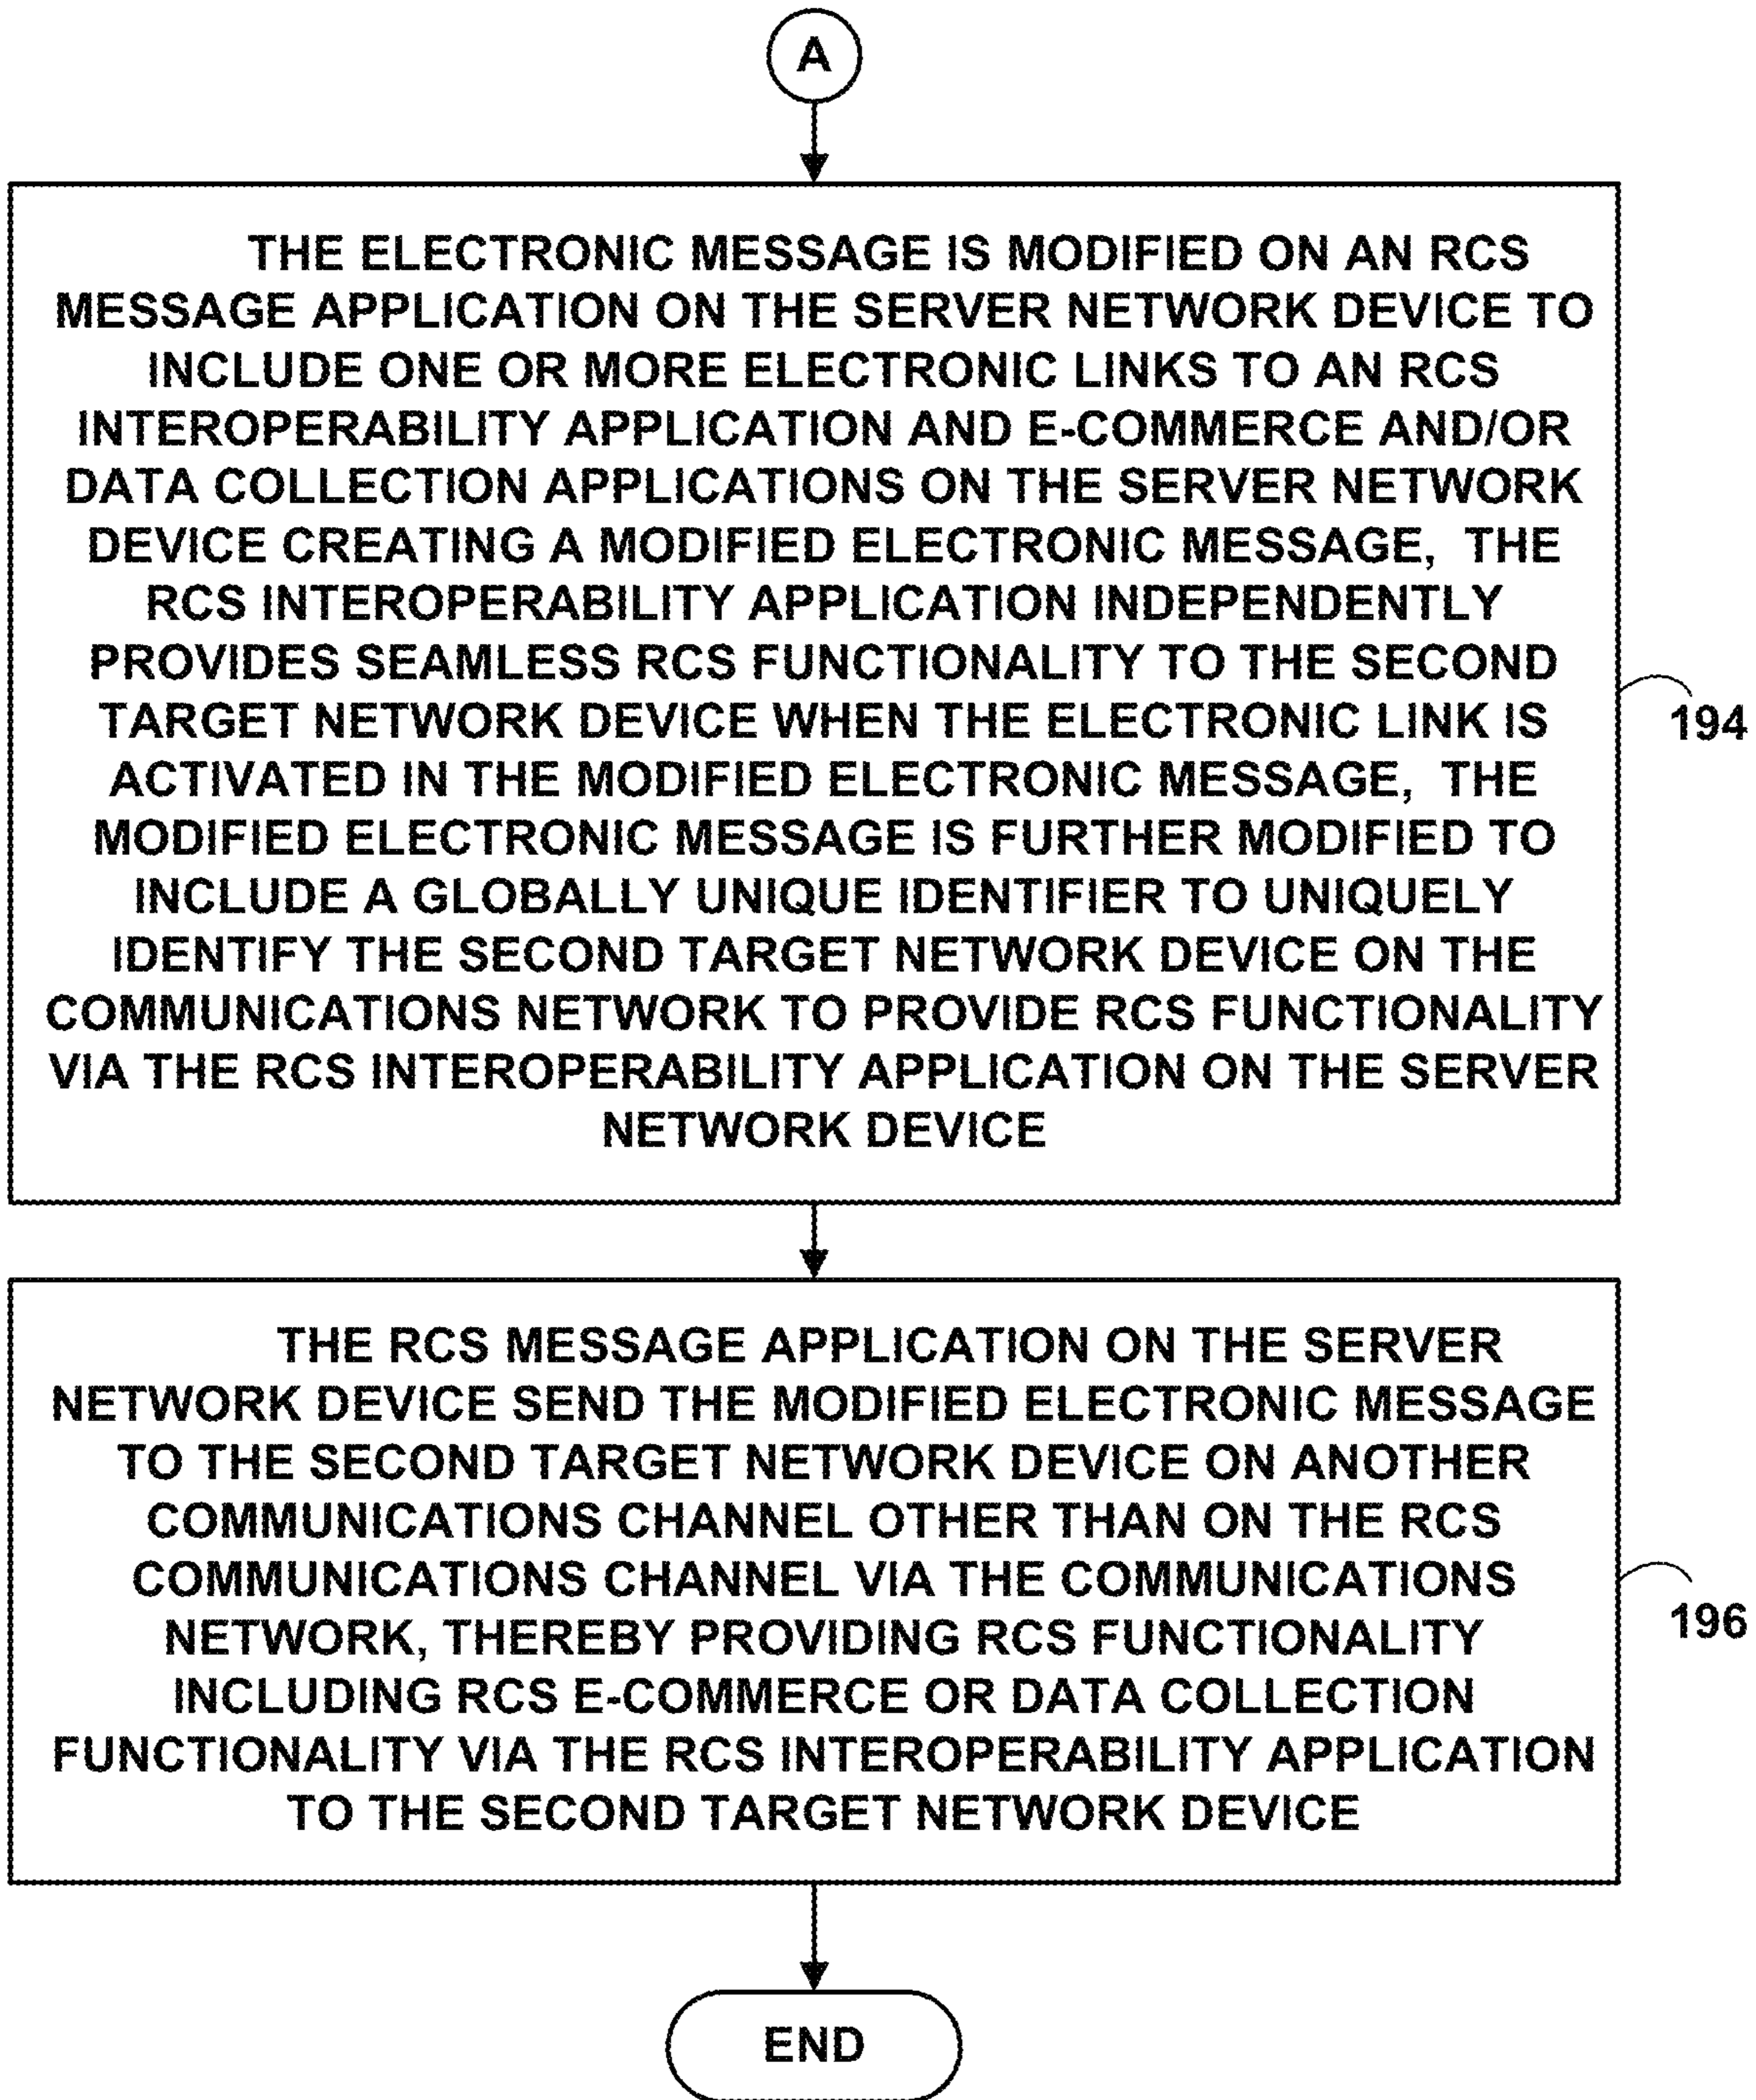 A
THE ELECTRONIC MESSAGE IS MODIFIED ON AN RCS
MESSAGE APPLICATION ON THE SERVER NETWORK DEVICE TO
INCLUDE ONE OR MORE ELECTRONIC LINKS TO AN RCS
INTEROPERABILITY APPLICATION AND E-COMMERCE AND/OR
DATA COLLECTION APPLICATIONS ON THE SERVER NETWORK
DEVICE CREATING A MODIFIED ELECTRONIC MESSAGE, THE
RCS INTEROPERABILITY APPLICATION INDEPENDENTLY
PROVIDES SEAMLESS RCS FUNCTIONALITY TO THE SECOND
TARGET NETWORK DEVICE WHEN THE ELECTRONIC LINK IS
ACTIVATED IN THE MODIFIED ELECTRONIC MESSAGE, THE
MODIFIED ELECTRONIC MESSAGE IS FURTHER MODIFIED TO
INCLUDE A GLOBALLY UNIQUE IDENTIFIER TO UNIQUELY
IDENTIFY THE SECOND TARGET NETWORK DEVICE ON THE
COMMUNICATIONS NETWORK TO PROVIDE RCS FUNCTIONALITY
VIA THE RCS INTEROPERABILITY APPLICATION ON THE SERVER
NETWORK DEVICE
194
THE RCS MESSAGE APPLICATION ON THE SERVER
NETWORK DEVICE SEND THE MODIFIED ELECTRONIC MESSAGE
TO THE SECOND TARGET NETWORK DEVICE ON ANOTHER
COMMUNICATIONS CHANNEL OTHER THAN ON THE RCS
COMMUNICATIONS CHANNEL VIA THE COMMUNICATIONS
NETWORK, THEREBY PROVIDING RCS FUNCTIONALITY
INCLUDING RCS E-COMMERCE OR DATA COLLECTION
FUNCTIONALITY VIA THE RCS INTEROPERABILITY APPLICATION
TO THE SECOND TARGET NETWORK DEVICE
196
END